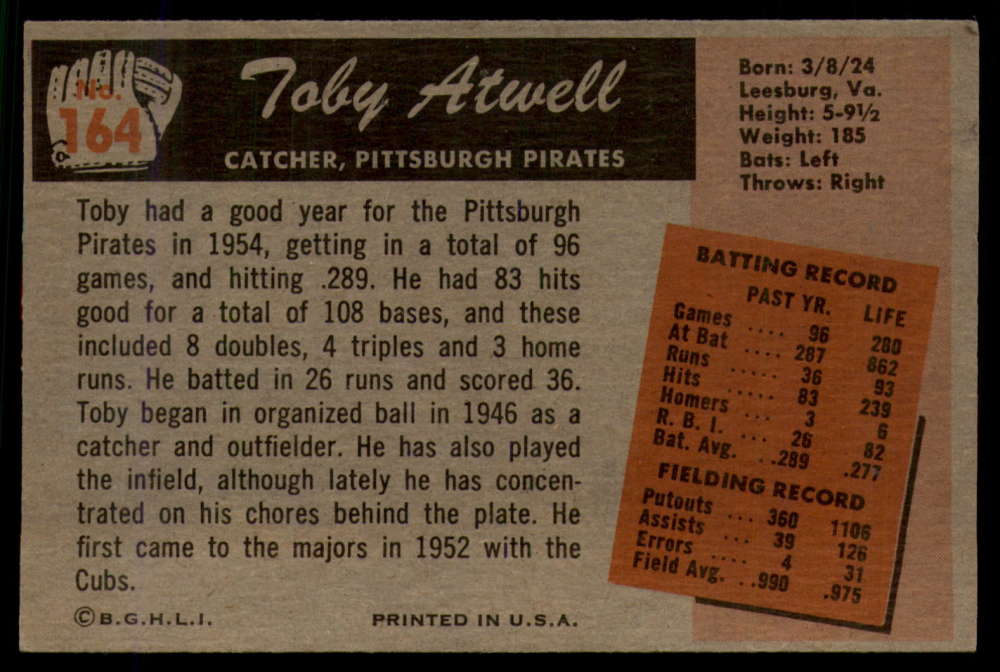 No.
164
Toby Atwell
CATCHER, PITTSBURGH PIRATES
Born: 3/8/24
Leesburg, Va.
Height: 5-9½
Weight: 185
Bats: Left
Throws: Right
Toby had a good year for the Pittsburgh
Pirates in 1954, getting in a total of 96
games, and hitting .289. He had 83 hits
good for a total of 108 bases, and these
included 8 doubles, 4 triples and 3 home
runs. He batted in 26 runs and scored 36.
Toby began in organized ball in 1946 as a
catcher and outfielder. He has also played
the infield, although lately he has concen-
trated on his chores behind the plate. He
first came to the majors in 1952 with the
Cubs.
BATTING RECORD
PAST YR. LIFE
Games .... 96 280
At Bat .... 287 862
Runs ..... 36 93
Hits ..... 83 239
Homers ... 3 6
R. B. I. ... 26 82
Bat. Avg. ..289 .277
FIELDING RECORD
Putouts ... 360 1106
Assists ... 39 126
Errors .... 4 31
Field Avg. ..990 .975
©B.G.H.L.I. PRINTED IN U.S.A.